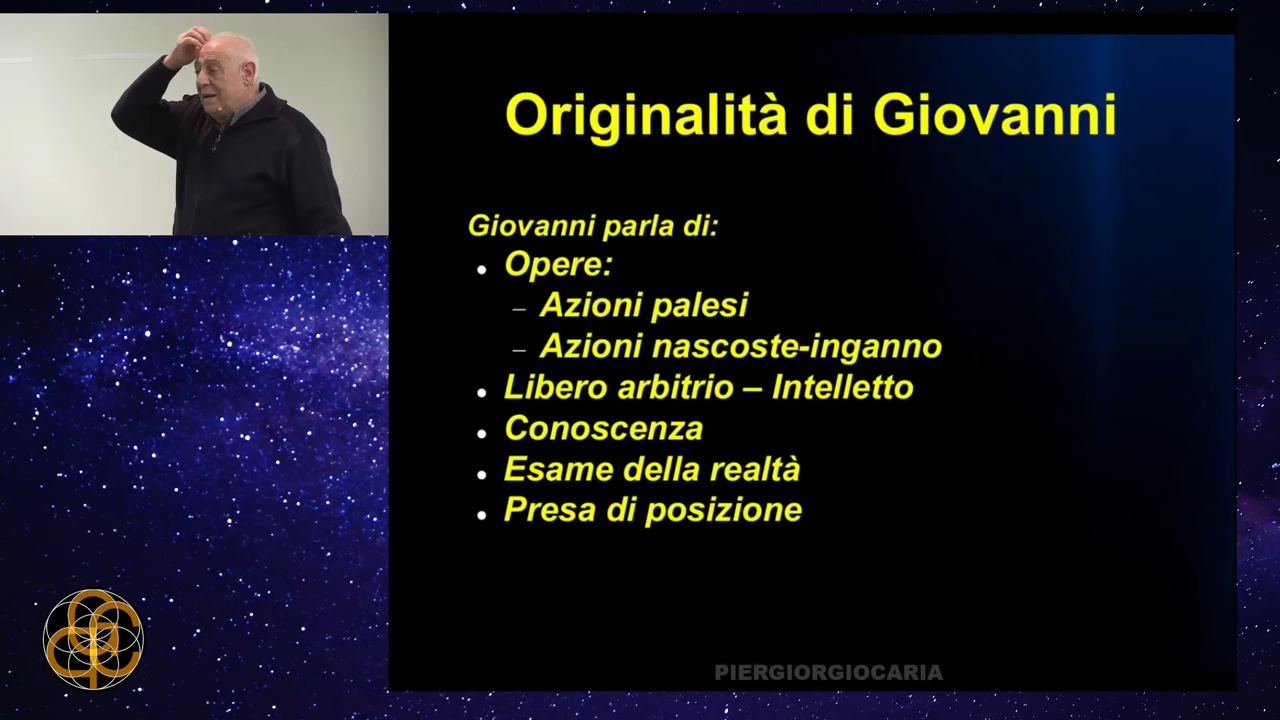 Originalità di Giovanni
Giovanni parla di:
• Opere:
– Azioni palesi
– Azioni nascoste-inganno
• Libero arbitrio – Intelletto
• Conoscenza
• Esame della realtà
• Presa di posizione
PIERGIORGIOCARIA